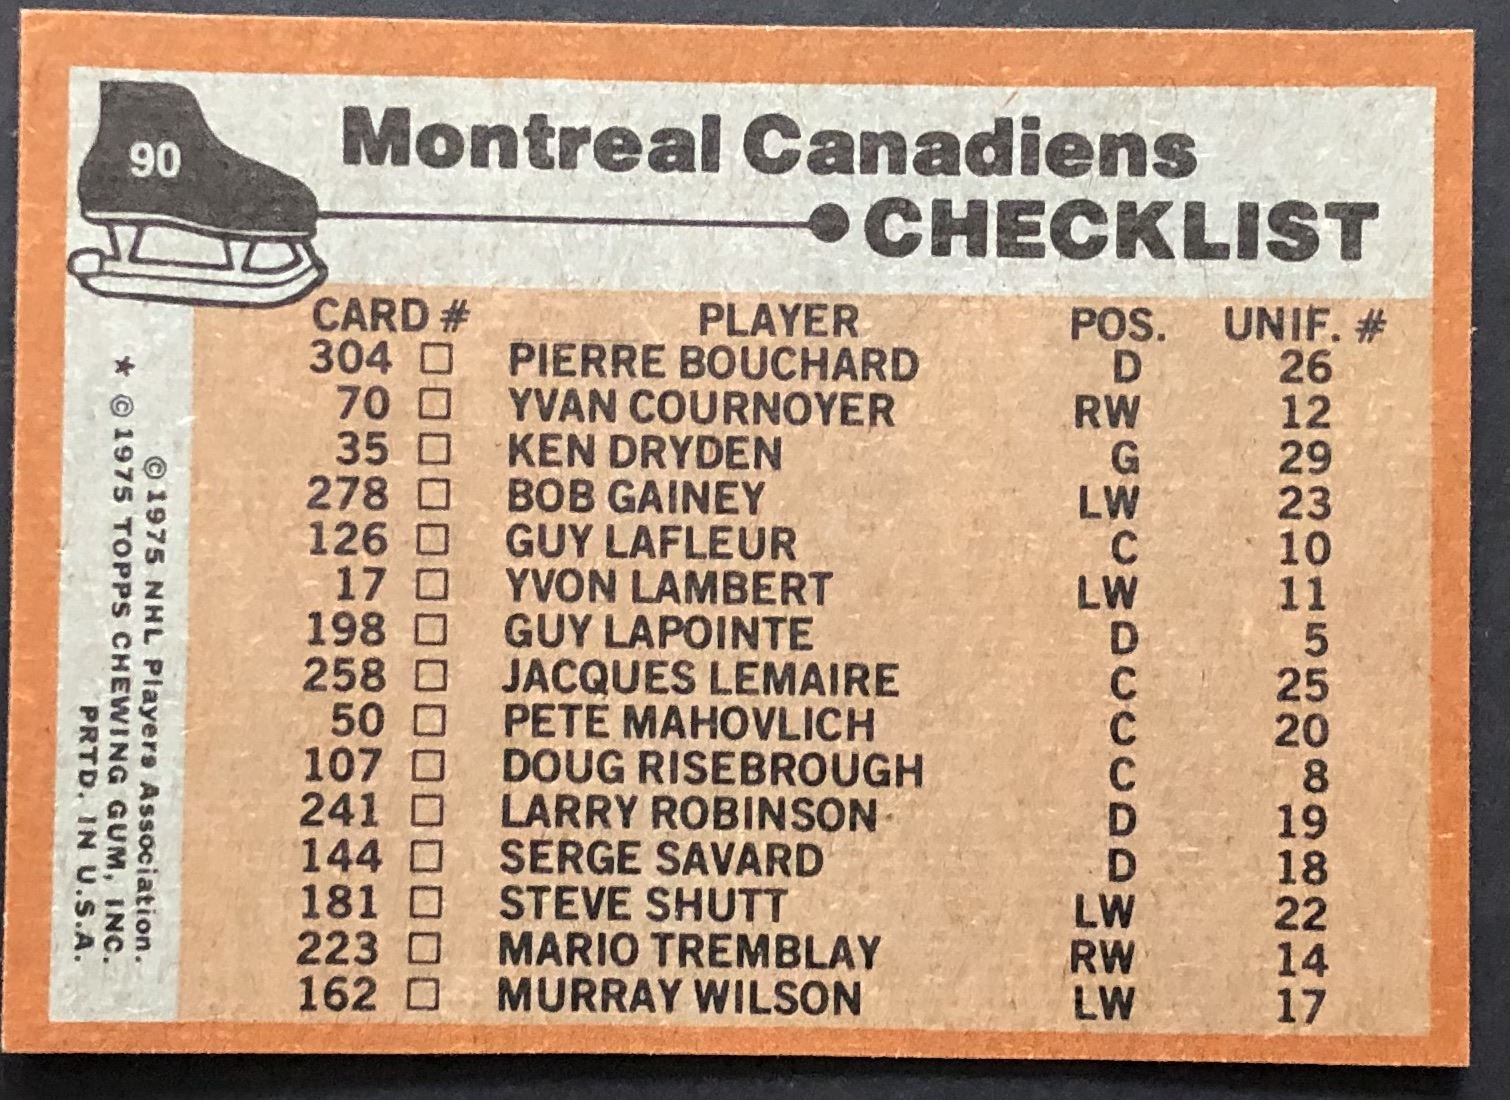 90
Montreal Canadiens
CHECKLIST
CARD # PLAYER POS. UNIF. #
304 □ PIERRE BOUCHARD D 26
70 □ YVAN COURNOYER RW 12
35 □ KEN DRYDEN G 29
278 □ BOB GAINEY LW 23
126 □ GUY LAFLEUR C 10
17 □ YVON LAMBERT LW 11
198 □ GUY LAPOINTE D 5
258 □ JACQUES LEMAIRE C 25
50 □ PETE MAHOVLICH C 20
107 □ DOUG RISEBROUGH C 8
241 □ LARRY ROBINSON D 19
144 □ SERGE SAVARD D 18
181 □ STEVE SHUTT LW 22
223 □ MARIO TREMBLAY RW 14
162 □ MURRAY WILSON LW 17
© 1975 NHL Players Association.
★ © 1975 TOPPS CHEWING GUM, INC.
PRTD. IN U.S.A.